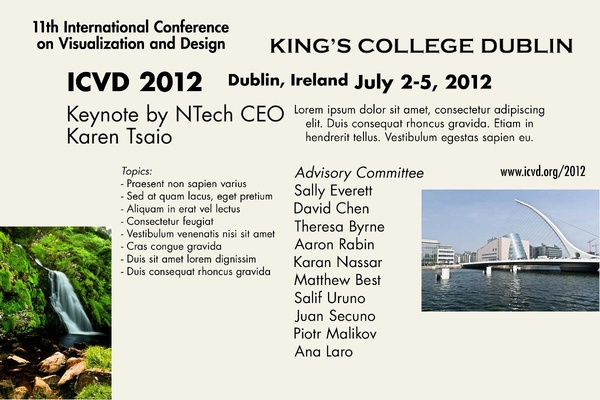 11th International Conference
on Visualization and Design
KING'S COLLEGE DUBLIN
ICVD 2012
Dublin, Ireland
July 2-5, 2012
Keynote by NTech CEO
Karen Tsaio
Lorem ipsum dolor sit amet, consectetur adipiscing
elit. Duis consequat rhoncus gravida. Etiam in
hendrerit tellus. Vestibulum egestas sapien eu.
Topics:
- Praesent non sapien varius
- Sed at quam lacus, eget pretium
- Aliquam in erat vel lectus
- Consectetur feugiat
- Vestibulum venenatis nisi sit amet
- Cras congue gravida
- Duis sit amet lorem dignissim
- Duis consequat rhoncus gravida
Advisory Committee
Sally Everett
David Chen
Theresa Byrne
Aaron Rabin
Karan Nassar
Matthew Best
Salif Uruno
Juan Secuno
Piotr Malikov
Ana Laro
www.icvd.org/2012